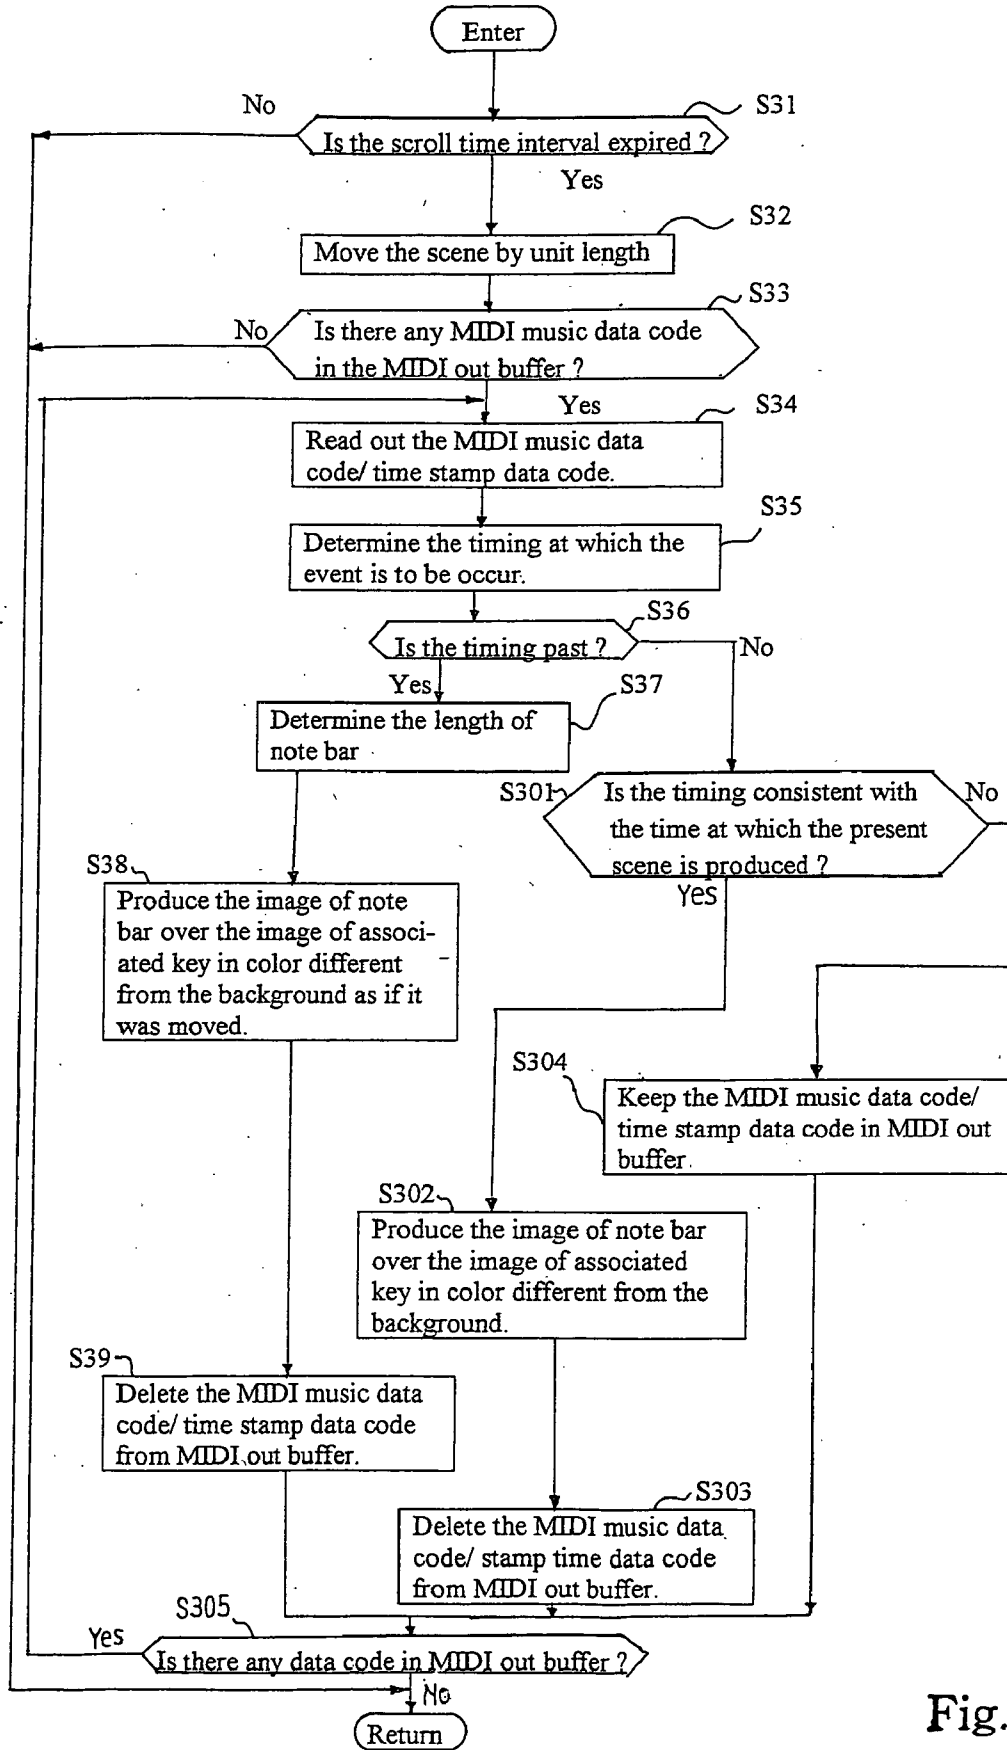 Enter
No
S31
Is the scroll time interval expired ?
Yes
S32
Move the scene by unit length
S33
No
Is there any MIDI music data code
in the MIDI out buffer ?
Yes
S34
Read out the MIDI music data
code/ time stamp data code.
S35
Determine the timing at which the
event is to be occur.
S36
Is the timing past ?
No
Yes
S37
Determine the length of
note bar
S301
Is the timing consistent with
the time at which the present
scene is produced ?
No
Yes
S38
Produce the image of note
bar over the image of associ-
ated key in color different
from the background as if it
was moved.
S304
Keep the MIDI music data code/
time stamp data code in MIDI out
buffer.
S302
Produce the image of note bar
over the image of associated
key in color different from the
background.
S39
Delete the MIDI music data
code/ time stamp data code
from MIDI out buffer.
S303
Delete the MIDI music data
code/ stamp time data code
from MIDI out buffer.
S305
Yes
Is there any data code in MIDI out buffer ?
No
Return
Fig.